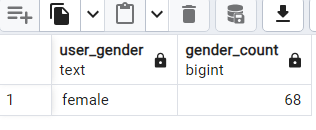 user_gender gender_count
text bigint
1 female 68